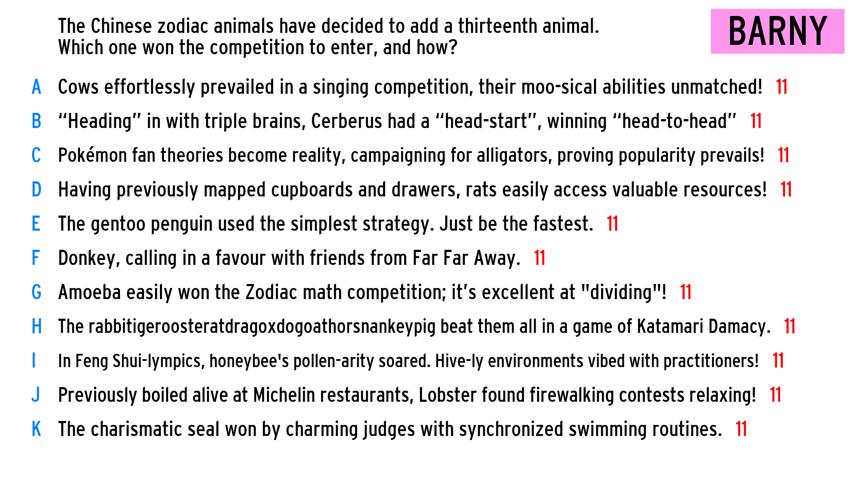 The Chinese zodiac animals have decided to add a thirteenth animal.
Which one won the competition to enter, and how?
BARNY
A Cows effortlessly prevailed in a singing competition, their moo-sical abilities unmatched! 11
B “Heading” in with triple brains, Cerberus had a “head-start”, winning “head-to-head” 11
C Pokémon fan theories become reality, campaigning for alligators, proving popularity prevails! 11
D Having previously mapped cupboards and drawers, rats easily access valuable resources! 11
E The gentoo penguin used the simplest strategy. Just be the fastest. 11
F Donkey, calling in a favour with friends from Far Far Away. 11
G Amoeba easily won the Zodiac math competition; it’s excellent at "dividing"! 11
H The rabbitigeroosteratdragoxdogoathorsnankeypig beat them all in a game of Katamari Damacy. 11
I In Feng Shui-lympics, honeybee's pollen-arity soared. Hive-ly environments vibed with practitioners! 11
J Previously boiled alive at Michelin restaurants, Lobster found firewalking contests relaxing! 11
K The charismatic seal won by charming judges with synchronized swimming routines. 11